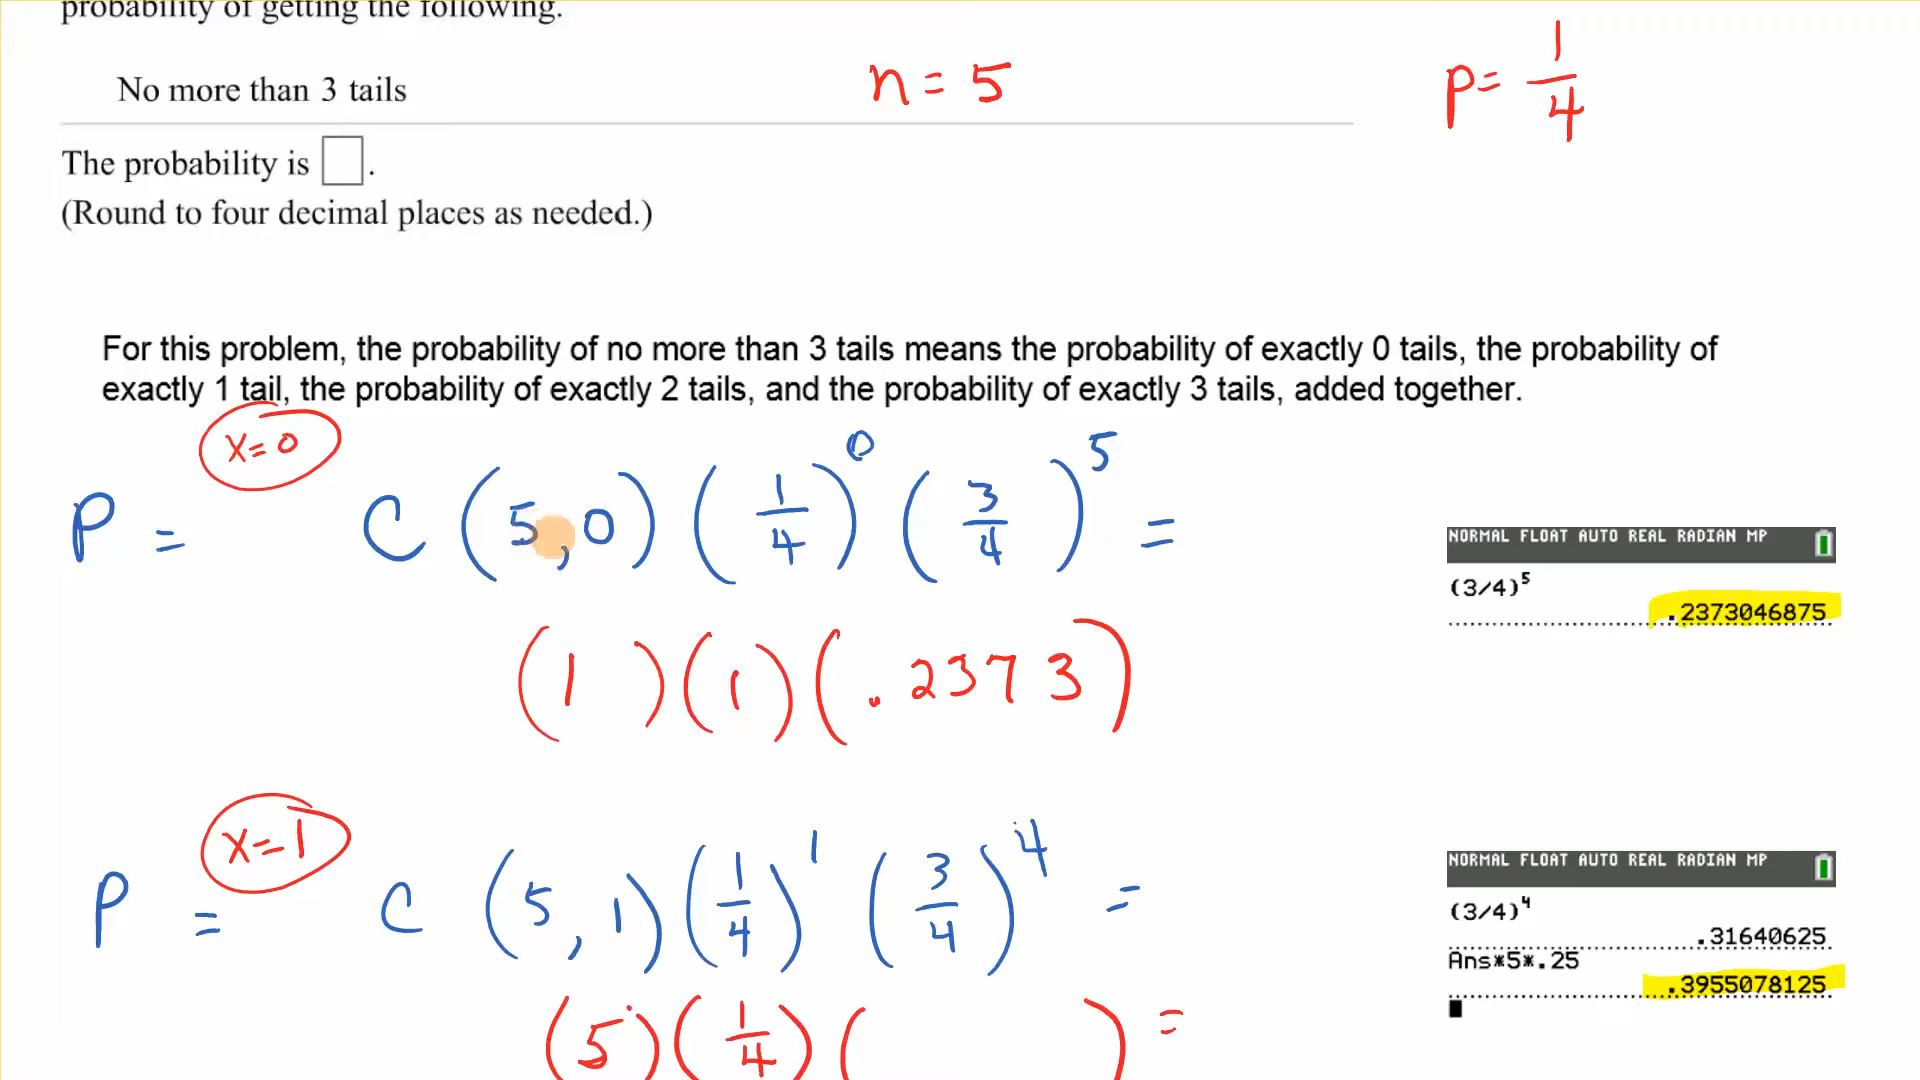 probability of getting the following.
No more than 3 tails
n = 5
p = 1/4
The probability is .
(Round to four decimal places as needed.)
For this problem, the probability of no more than 3 tails means the probability of exactly 0 tails, the probability of
exactly 1 tail, the probability of exactly 2 tails, and the probability of exactly 3 tails, added together.
x=0
P = C (5,0) (1/4)^0 (3/4)^5 =
NORMAL FLOAT AUTO REAL RADIAN MP
(3/4)^5
.2373046875
(1)(1)(.2373)
x=1
P = C (5,1) (1/4)^1 (3/4)^4 =
NORMAL FLOAT AUTO REAL RADIAN MP
(3/4)^4
.31640625
Ans*5*.25
.3955078125
(5)(1/4)( ) =